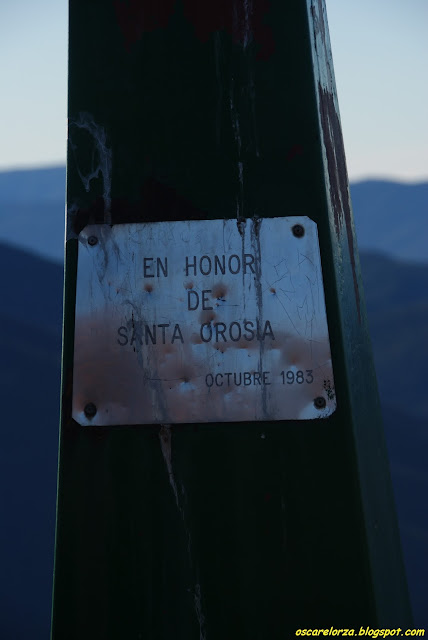 EN HONOR
DE
SANTA OROSIA
OCTUBRE 1983
oscarelorza.blogspot.com